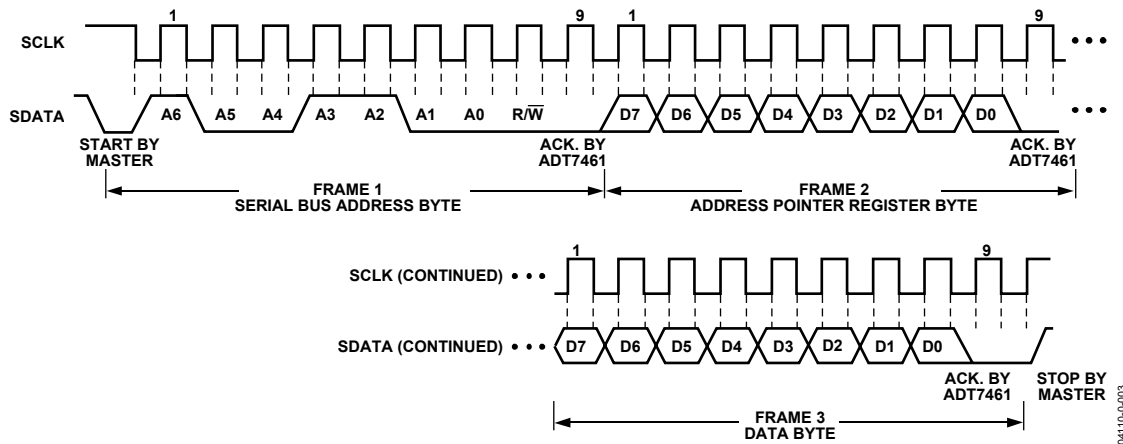 1 9 1 9
SCLK
SDATA A6 A5 A4 A3 A2 A1 A0 R/W̅ D7 D6 D5 D4 D3 D2 D1 D0
START BY MASTER
ACK. BY ADT7461
ACK. BY ADT7461
FRAME 1
SERIAL BUS ADDRESS BYTE
FRAME 2
ADDRESS POINTER REGISTER BYTE
1 9
SCLK (CONTINUED)
SDATA (CONTINUED) D7 D6 D5 D4 D3 D2 D1 D0
ACK. BY ADT7461
STOP BY MASTER
FRAME 3
DATA BYTE
04110-0-003